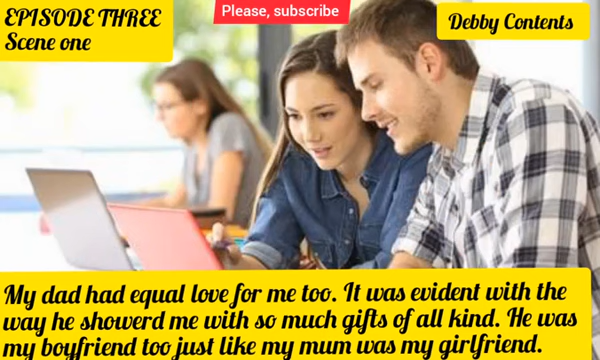 EPISODE THREE
Scene one
Please, subscribe
Debby Contents
My dad had equal love for me too. It was evident with the
way he showerd me with so much gifts of all kind. He was
my boyfriend too just like my mum was my girlfriend.